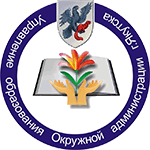 Управление образования Окружной администрации г.Якутска